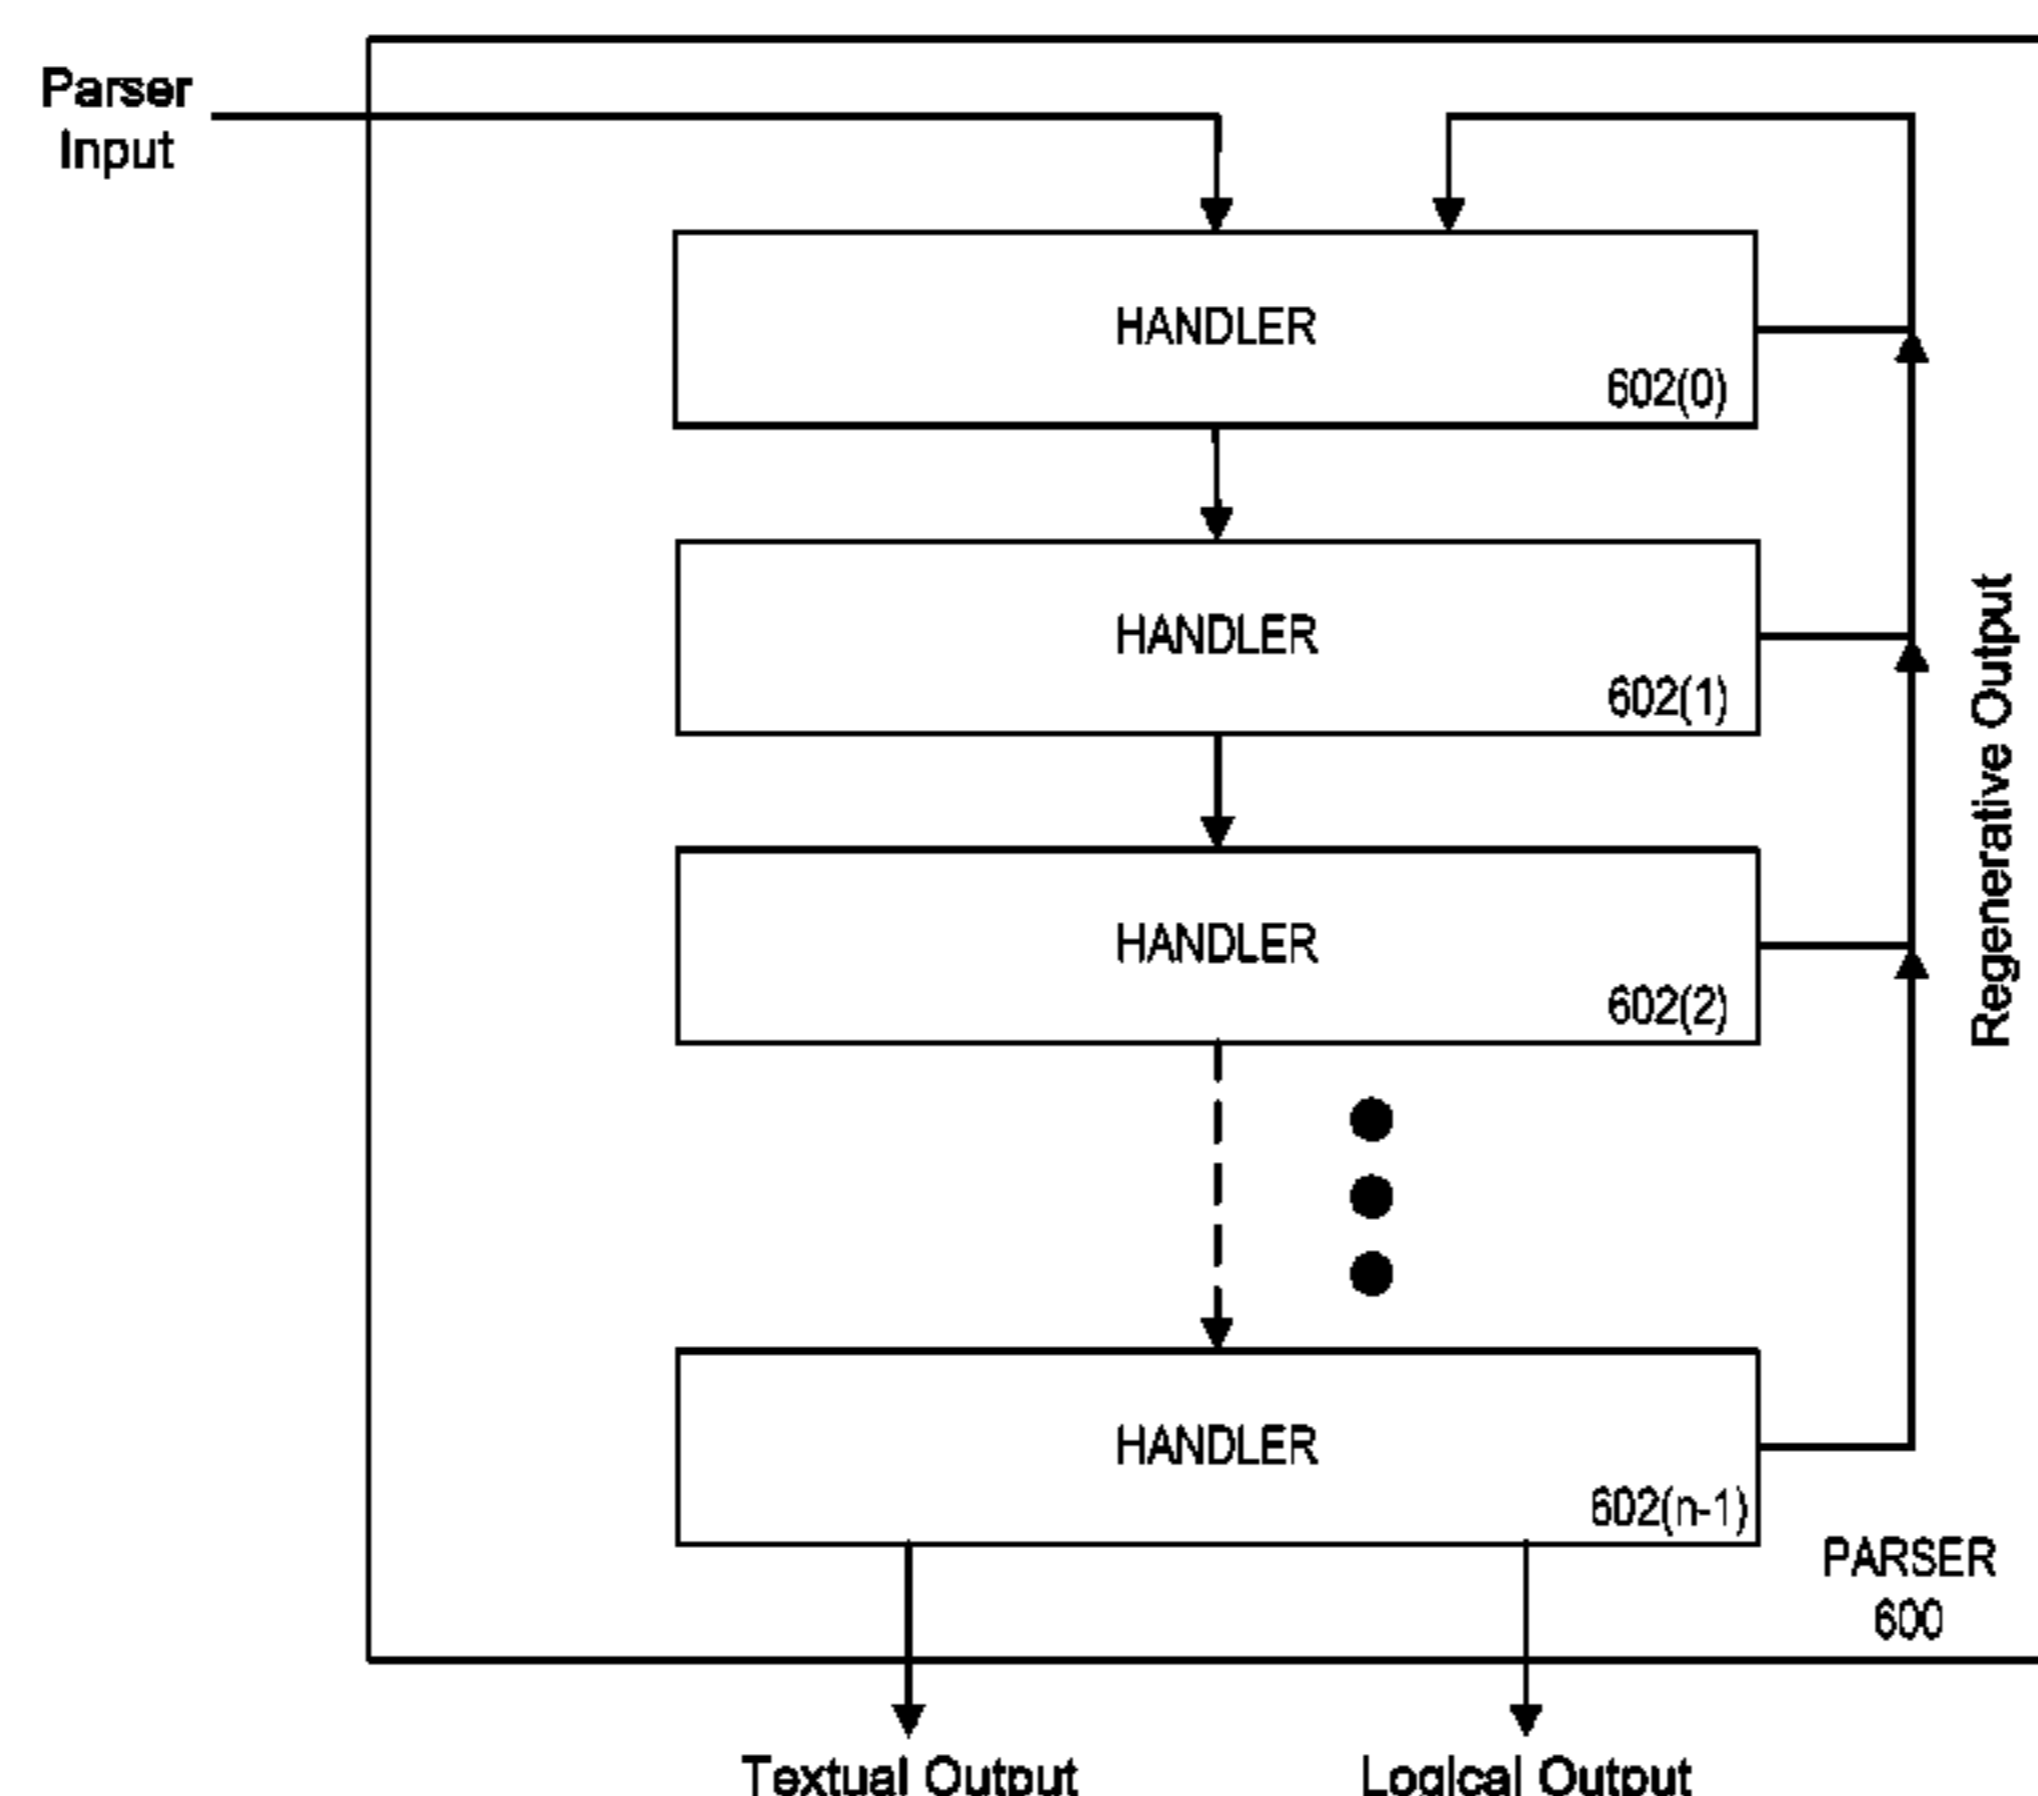 Parser
Input
HANDLER
602(0)
HANDLER
602(1)
Regenerative Output
HANDLER
602(2)
HANDLER
602(n-1)
PARSER
600
Textual Output
Logical Output